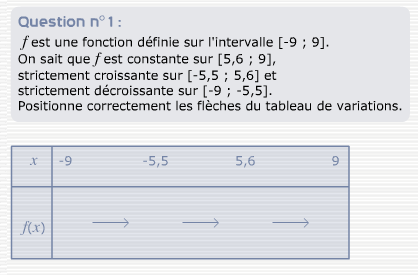 Question n°1 :
f est une fonction définie sur l'intervalle [-9 ; 9].
On sait que f est constante sur [5,6 ; 9],
strictement croissante sur [-5,5 ; 5,6] et
strictement décroissante sur [-9 ; -5,5].
Positionne correctement les flèches du tableau de variations.
x -9 -5,5 5,6 9
f(x) → → →